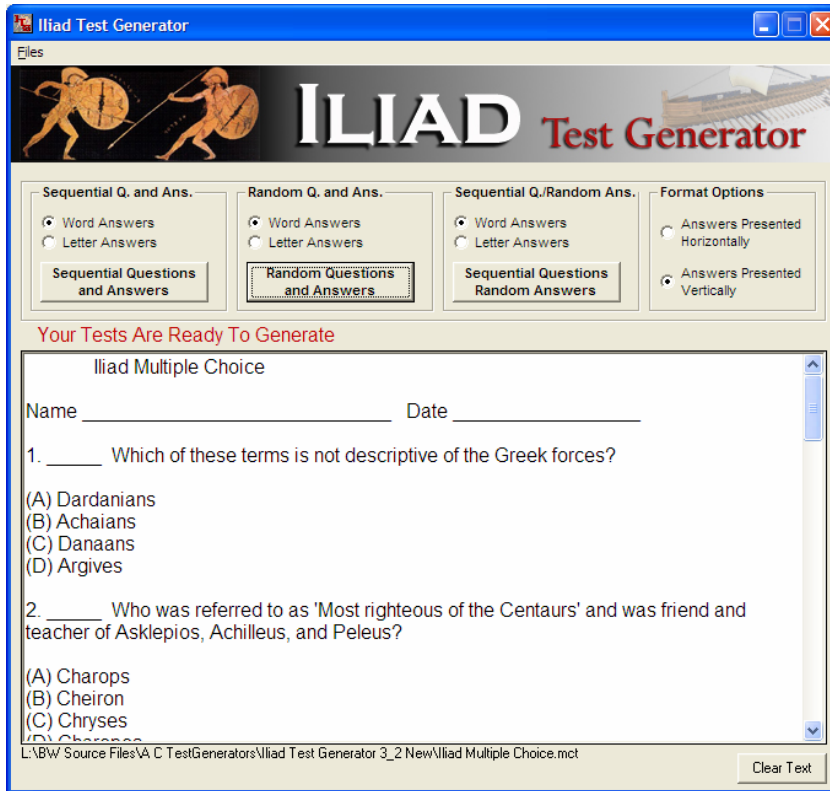 Iliad Test Generator
Files
ILIAD Test Generator
Sequential Q. and Ans.
Word Answers
Letter Answers
Sequential Questions
and Answers
Random Q. and Ans.
Word Answers
Letter Answers
Random Questions
and Answers
Sequential Q./Random Ans.
Word Answers
Letter Answers
Sequential Questions
Random Answers
Format Options
Answers Presented
Horizontally
Answers Presented
Vertically
Your Tests Are Ready To Generate
Iliad Multiple Choice
Name ____________________________ Date _________________
1. _____ Which of these terms is not descriptive of the Greek forces?
(A) Dardanians
(B) Achaians
(C) Danaans
(D) Argives
2. _____ Who was referred to as 'Most righteous of the Centaurs' and was friend and
teacher of Asklepios, Achilleus, and Peleus?
(A) Charops
(B) Cheiron
(C) Chryses
L:\BW Source Files\A C TestGenerators\Iliad Test Generator 3_2 New\Iliad Multiple Choice.mct
Clear Text